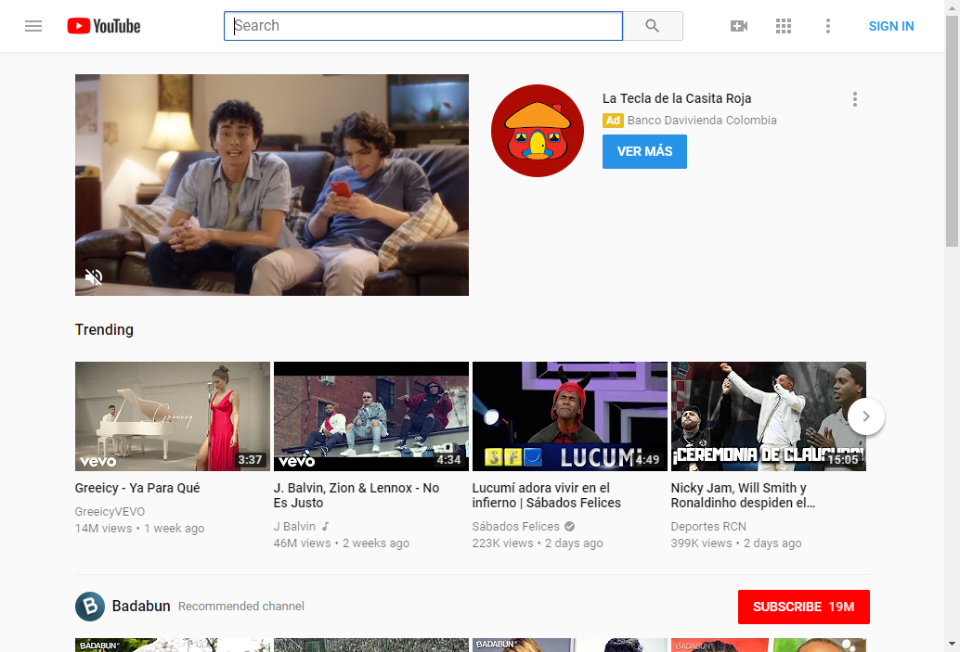 YouTube
Search
SIGN IN
La Tecla de la Casita Roja
Ad Banco Davivienda Colombia
VER MÁS
Trending
Greeicy
vevo
3:37
vevo
4:34
SFJ LUCUMÍ
4:49
¡CEREMONIA DE CLAUSURA!
15:05
Greeicy - Ya Para Qué
GreeicyVEVO
14M views • 1 week ago
J. Balvin, Zion & Lennox - No
Es Justo
J Balvin
46M views • 2 weeks ago
Lucumí adora vivir en el
infierno | Sábados Felices
Sábados Felices
223K views • 2 days ago
Nicky Jam, Will Smith y
Ronaldinho despiden el...
Deportes RCN
399K views • 2 days ago
B
Badabun Recommended channel
SUBSCRIBE 19M
BADABUN
BADABUN
BADABUN